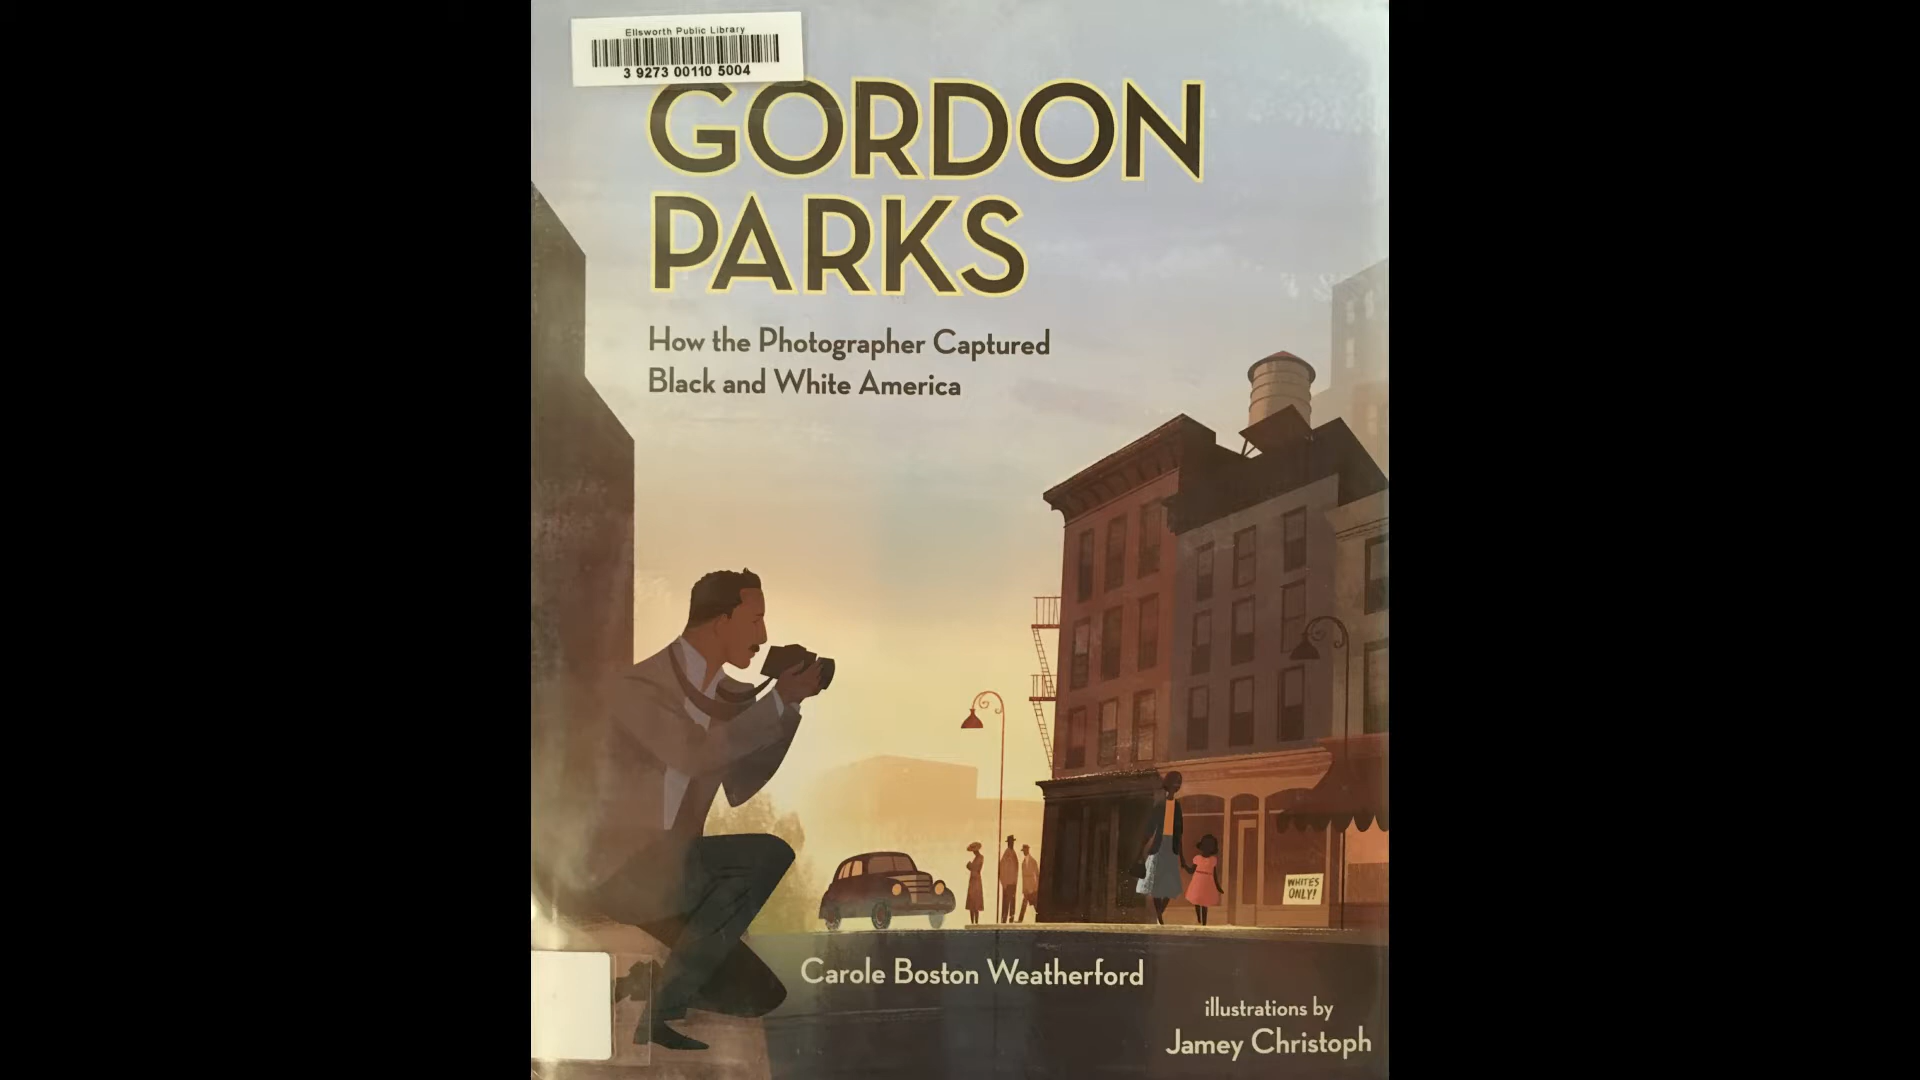 Ellsworth Public Library
3 9273 00110 5004
GORDON
PARKS
How the Photographer Captured
Black and White America
WHITES
ONLY!
Carole Boston Weatherford
illustrations by
Jamey Christoph